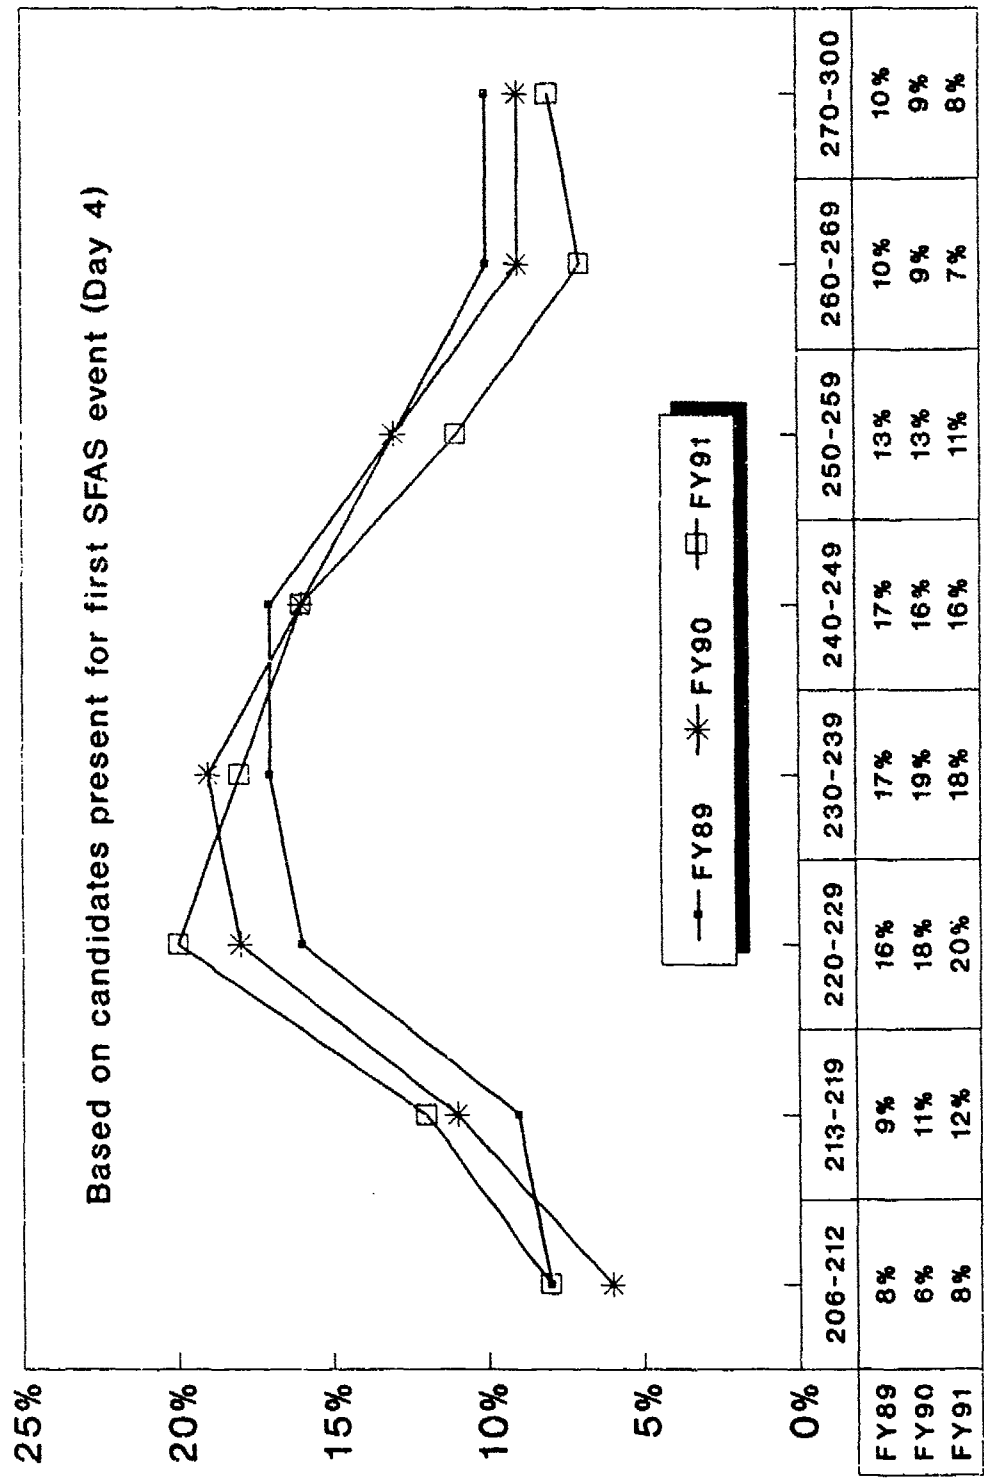 Based on candidates present for first SFAS event (Day 4)
25%
20%
15%
10%
5%
0%
FY89 FY90 FY91
206-212 213-219 220-229 230-239 240-249 250-259 260-269 270-300
FY89 8% 9% 16% 17% 17% 13% 10% 10%
FY90 6% 11% 18% 19% 16% 13% 9% 9%
FY91 8% 12% 20% 18% 16% 11% 7% 8%